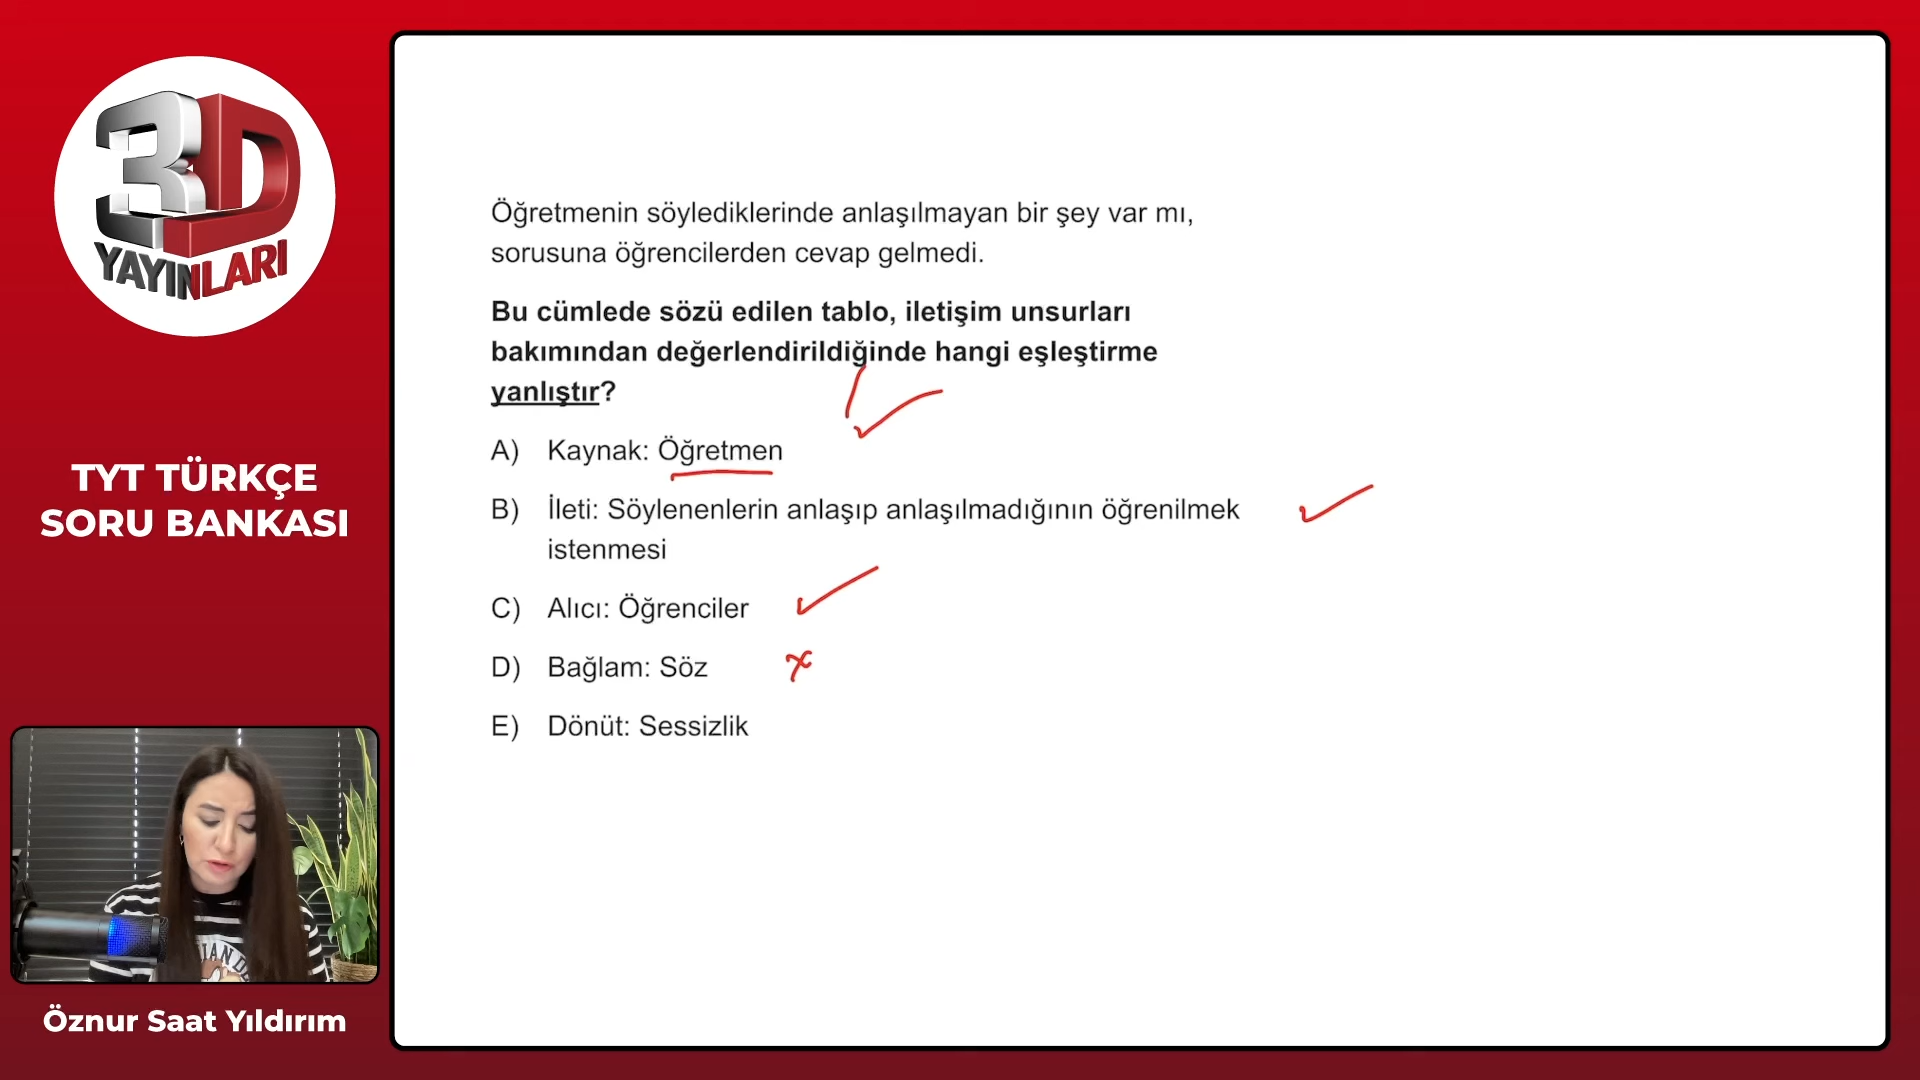 3D
YAYINLARI
TYT TÜRKÇE
SORU BANKASI
Öznur Saat Yıldırım
Öğretmenin söylediklerinde anlaşılmayan bir şey var mı,
sorusuna öğrencilerden cevap gelmedi.
Bu cümlede sözü edilen tablo, iletişim unsurları
bakımından değerlendirildiğinde hangi eşleştirme
yanlıştır?
A) Kaynak: Öğretmen
B) İleti: Söylenenlerin anlaşıp anlaşılmadığının öğrenilmek
istenmesi
C) Alıcı: Öğrenciler
D) Bağlam: Söz
E) Dönüt: Sessizlik